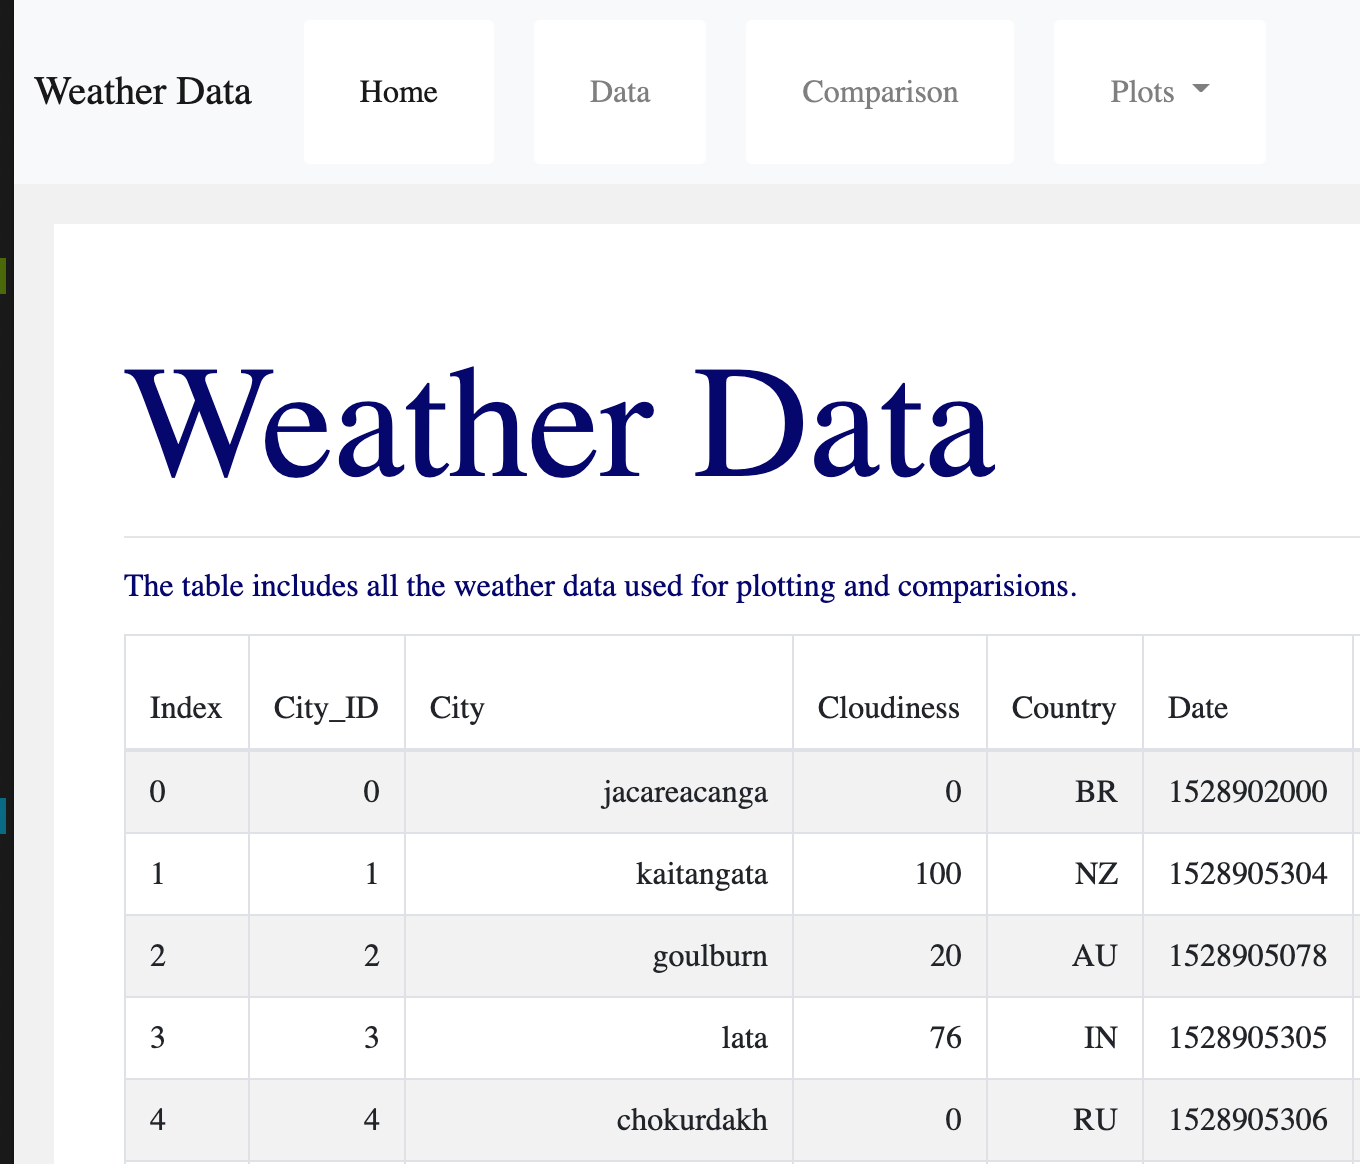 Weather Data Home Data Comparison Plots
Weather Data
The table includes all the weather data used for plotting and comparisions.
Index City_ID City Cloudiness Country Date
0 0 jacareacanga 0 BR 1528902000
1 1 kaitangata 100 NZ 1528905304
2 2 goulburn 20 AU 1528905078
3 3 lata 76 IN 1528905305
4 4 chokurdakh 0 RU 1528905306